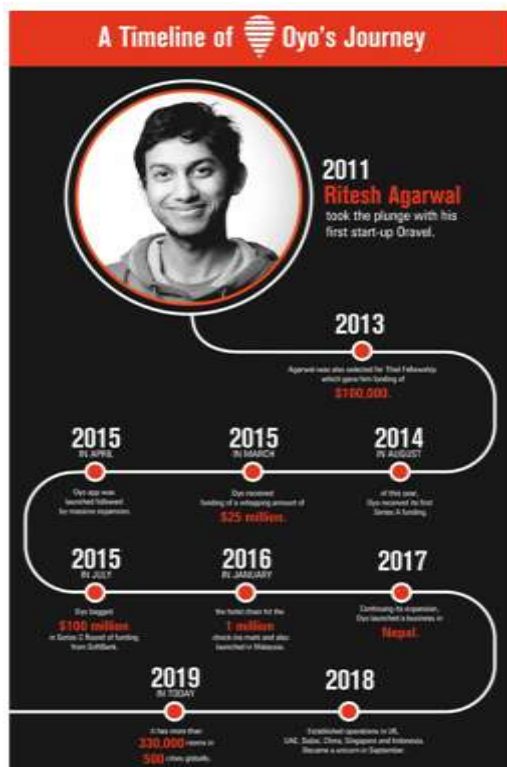 A Timeline of Oyo's Journey
2011
Ritesh Agarwal
took the plunge with his
first start-up Oravel.
2013
Agarwal was also selected for Thiel Fellowship
which gave him funding of
$100,000.
2014
IN AUGUST
of this year,
Oyo received its first
Series A funding.
2015
IN MARCH
Oyo received
funding of a whopping amount of
$25 million.
2015
IN APRIL
Oyo app was
launched followed
by massive expansion.
2015
IN JULY
Oyo bagged
$100 million
in Series C Round of funding
from SoftBank.
2016
IN JANUARY
the hotel chain hit the
1 million
check-ins mark and also
launched in Malaysia.
2017
Continuing its expansion,
Oyo launched a business in
Nepal.
2018
Established operations in UK,
UAE, Dubai, China, Singapore and Indonesia.
Became a unicorn in September
2019
IN TODAY
it has more than
330,000 rooms in
500 cities globally.